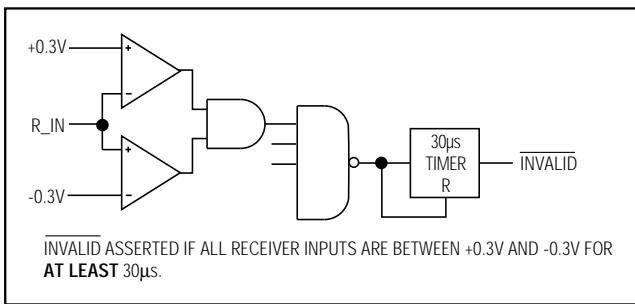 +0.3V
+
-
R_IN
+
-
-0.3V
30µs
TIMER
R
INVALID
INVALID ASSERTED IF ALL RECEIVER INPUTS ARE BETWEEN +0.3V AND -0.3V FOR
AT LEAST 30µs.